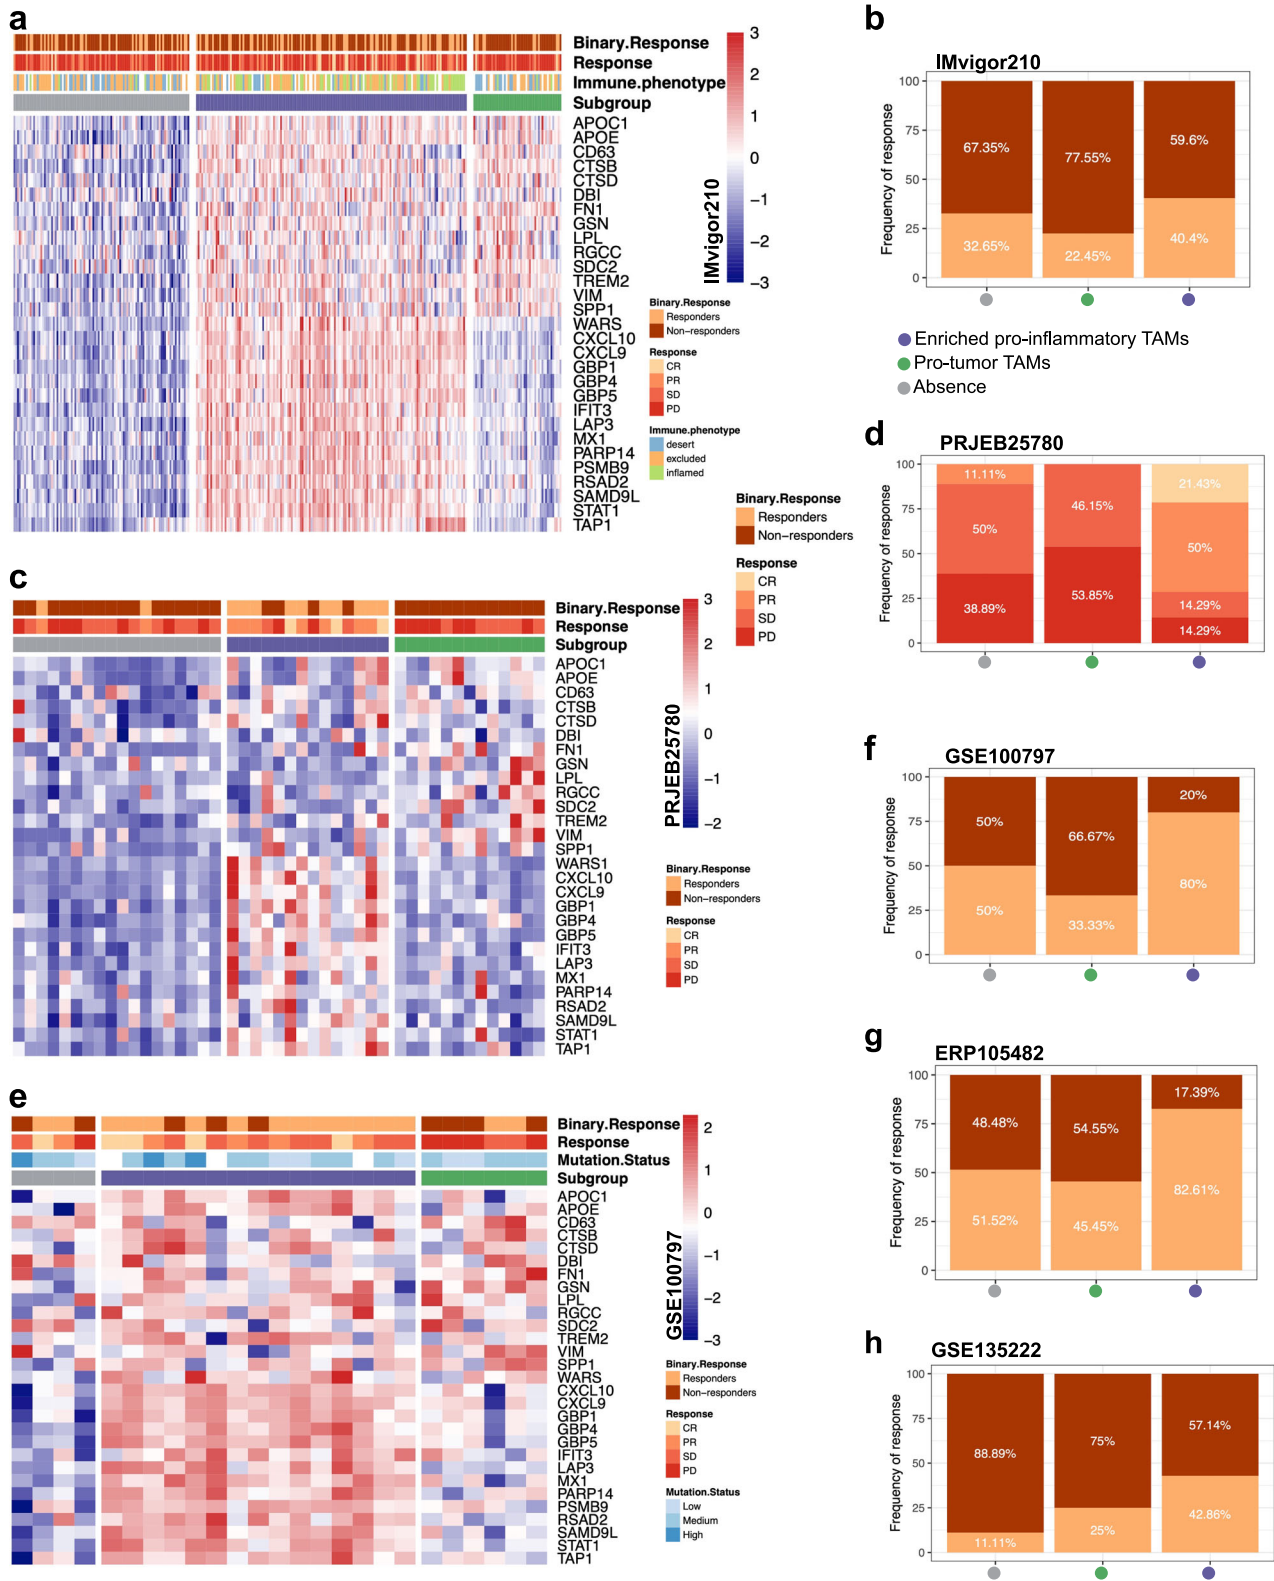 a
Binary.Response
Response
Immune.phenotype
Subgroup
APOC1
APOE
CD63
CTSB
CTSD
DBI
FN1
GSN
LPL
RGCC
SDC2
TREM2
VIM
SPP1
WARS
CXCL10
CXCL9
GBP1
GBP4
GBP5
IFIT3
LAP3
MX1
PARP14
PSMB9
RSAD2
SAMD9L
STAT1
TAP1
IMvigor210
3
2
1
0
−1
−2
−3
Binary.Response
Responders
Non−responders
Response
CR
PR
SD
PD
Immune.phenotype
desert
excluded
inflamed
b
IMvigor210
Frequency of response
100
75
50
25
0
67.35%
77.55%
59.6%
32.65%
22.45%
40.4%
Enriched pro-inflammatory TAMs
Pro-tumor TAMs
Absence
c
Binary.Response
Response
Subgroup
APOC1
APOE
CD63
CTSB
CTSD
DBI
FN1
GSN
LPL
RGCC
SDC2
TREM2
VIM
SPP1
WARS1
CXCL10
CXCL9
GBP1
GBP4
GBP5
IFIT3
LAP3
MX1
PARP14
RSAD2
SAMD9L
STAT1
TAP1
PRJEB25780
3
2
1
0
−1
−2
Binary.Response
Responders
Non−responders
Response
CR
PR
SD
PD
Binary.Response
Responders
Non−responders
Response
CR
PR
SD
PD
d
PRJEB25780
Frequency of response
100
75
50
25
0
11.11%
50%
38.89%
46.15%
53.85%
21.43%
50%
14.29%
14.29%
e
Binary.Response
Response
Mutation.Status
Subgroup
APOC1
APOE
CD63
CTSB
CTSD
DBI
FN1
GSN
LPL
RGCC
SDC2
TREM2
VIM
SPP1
WARS
CXCL10
CXCL9
GBP1
GBP4
GBP5
IFIT3
LAP3
MX1
PARP14
PSMB9
RSAD2
SAMD9L
STAT1
TAP1
GSE100797
2
1
0
−1
−2
−3
Binary.Response
Responders
Non−responders
Response
CR
PR
SD
PD
Mutation.Status
Low
Medium
High
f
GSE100797
Frequency of response
100
75
50
25
0
50%
66.67%
20%
50%
33.33%
80%
g
ERP105482
Frequency of response
100
75
50
25
0
48.48%
54.55%
17.39%
51.52%
45.45%
82.61%
h
GSE135222
Frequency of response
100
75
50
25
0
88.89%
75%
57.14%
11.11%
25%
42.86%